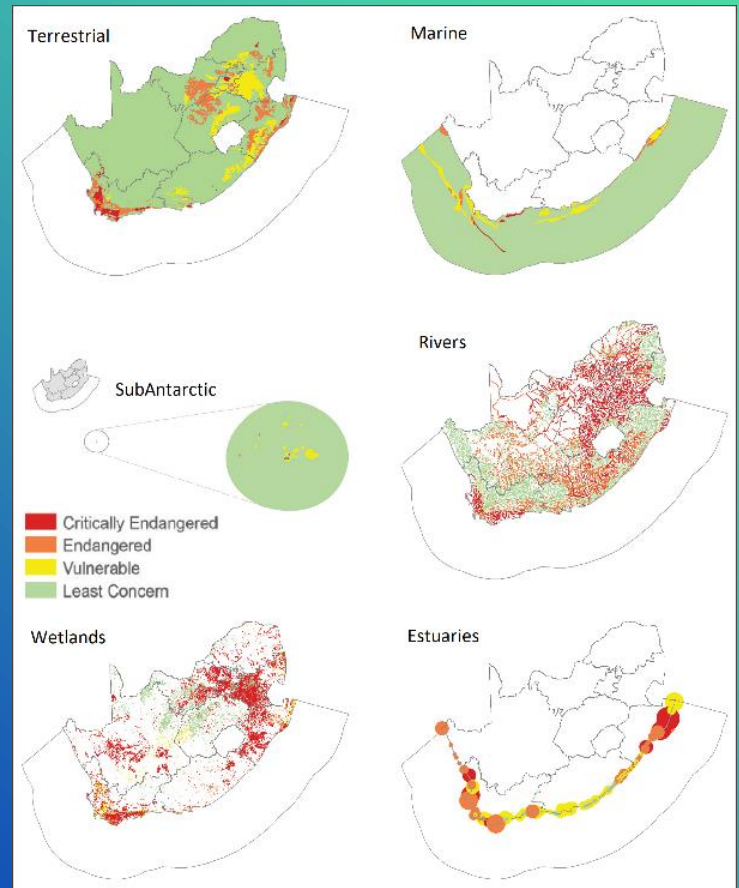 Terrestrial
Marine
Rivers
SubAntarctic
Critically Endangered
Endangered
Vulnerable
Least Concern
Wetlands
Estuaries